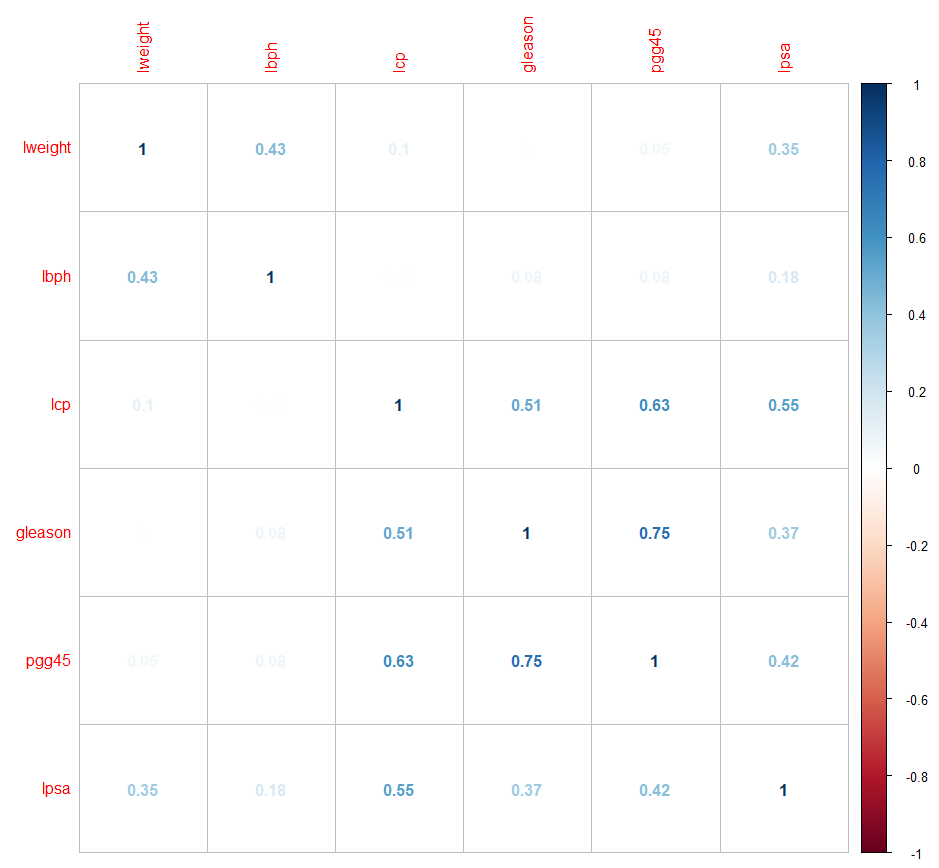 lweight lbph lcp gleason pgg45 lpsa
lweight 1 0.43 0.1 0.05 0.35
lbph 0.43 1 0.08 0.08 0.18
lcp 0.1 1 0.51 0.63 0.55
gleason 0.08 0.51 1 0.75 0.37
pgg45 0.05 0.08 0.63 0.75 1 0.42
lpsa 0.35 0.18 0.55 0.37 0.42 1
1
0.8
0.6
0.4
0.2
0
-0.2
-0.4
-0.6
-0.8
-1